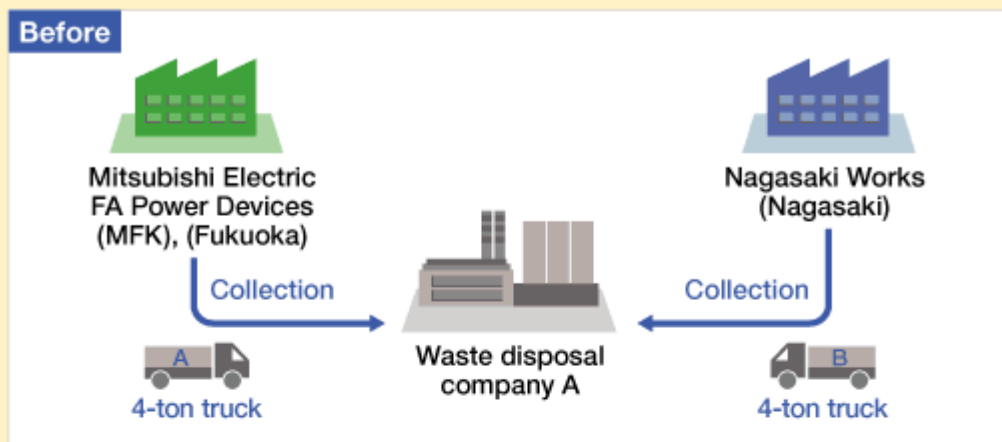 Before
Mitsubishi Electric
FA Power Devices
(MFK), (Fukuoka)
Nagasaki Works
(Nagasaki)
Collection
Collection
A
4-ton truck
Waste disposal
company A
B
4-ton truck